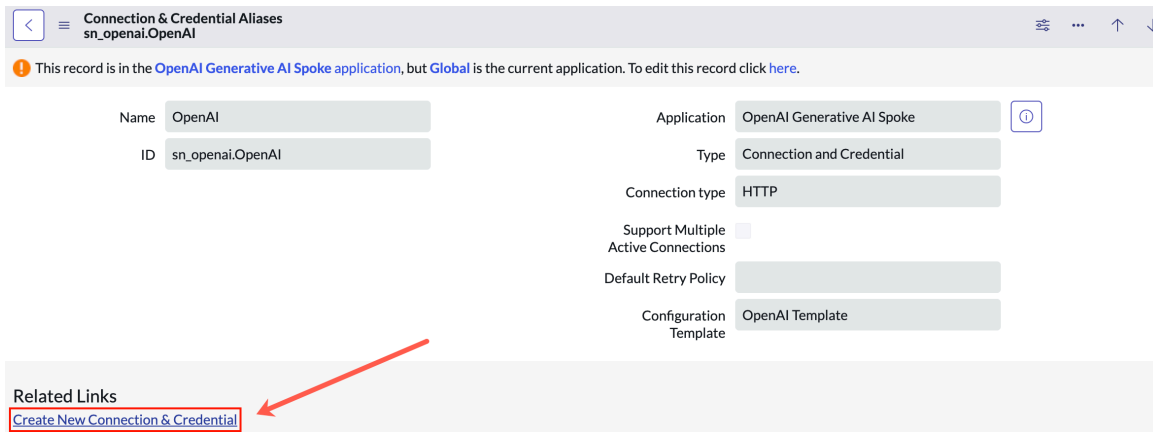 Connection & Credential Aliases
sn_openai.OpenAI
This record is in the OpenAI Generative AI Spoke application, but Global is the current application. To edit this record click here.
Name OpenAI
ID sn_openai.OpenAI
Application OpenAI Generative AI Spoke
Type Connection and Credential
Connection type HTTP
Support Multiple
Active Connections
Default Retry Policy
Configuration OpenAI Template
Template
Related Links
Create New Connection & Credential